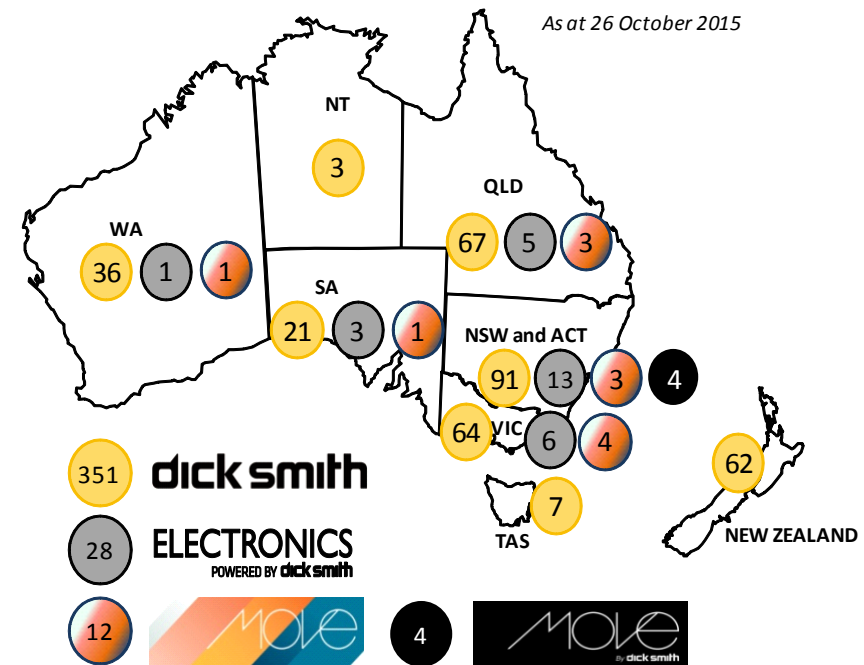 As at 26 October 2015
NT
3
QLD
67 5 3
WA
36 1 1
SA
21 3 1
NSW and ACT
91 13 3 4
64 VIC 6 4
62
7
TAS
NEW ZEALAND
351 dick smith
28 ELECTRONICS
POWERED BY dick smith
12 MOVE 4 MOVE
By dick smith